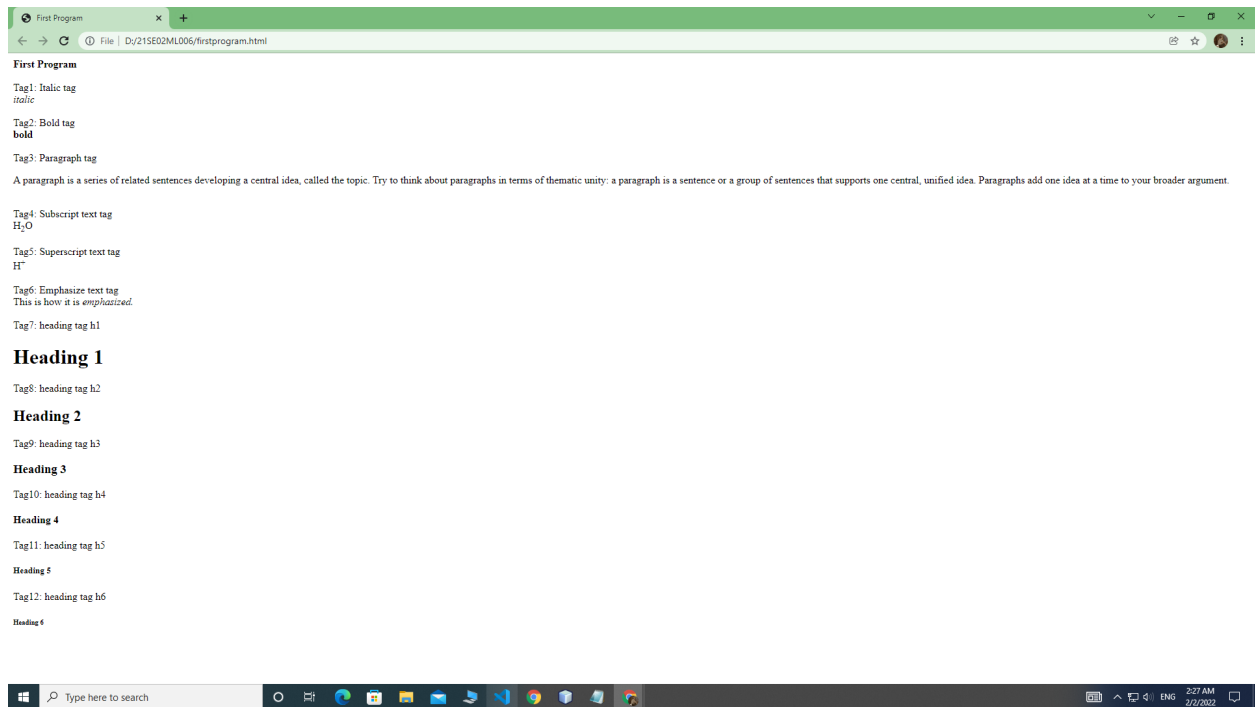 First Program
File | D:/21SE02ML006/firstprogram.html
First Program
Tag1: Italic tag
italic
Tag2: Bold tag
bold
Tag3: Paragraph tag
A paragraph is a series of related sentences developing a central idea, called the topic. Try to think about paragraphs in terms of thematic unity: a paragraph is a sentence or a group of sentences that supports one central, unified idea. Paragraphs add one idea at a time to your broader argument.
Tag4: Subscript text tag
H₂O
Tag5: Superscript text tag
H⁺
Tag6: Emphasize text tag
This is how it is emphasized.
Tag7: heading tag h1
Heading 1
Tag8: heading tag h2
Heading 2
Tag9: heading tag h3
Heading 3
Tag10: heading tag h4
Heading 4
Tag11: heading tag h5
Heading 5
Tag12: heading tag h6
Heading 6
Type here to search
ENG
2:27 AM
2/2/2022